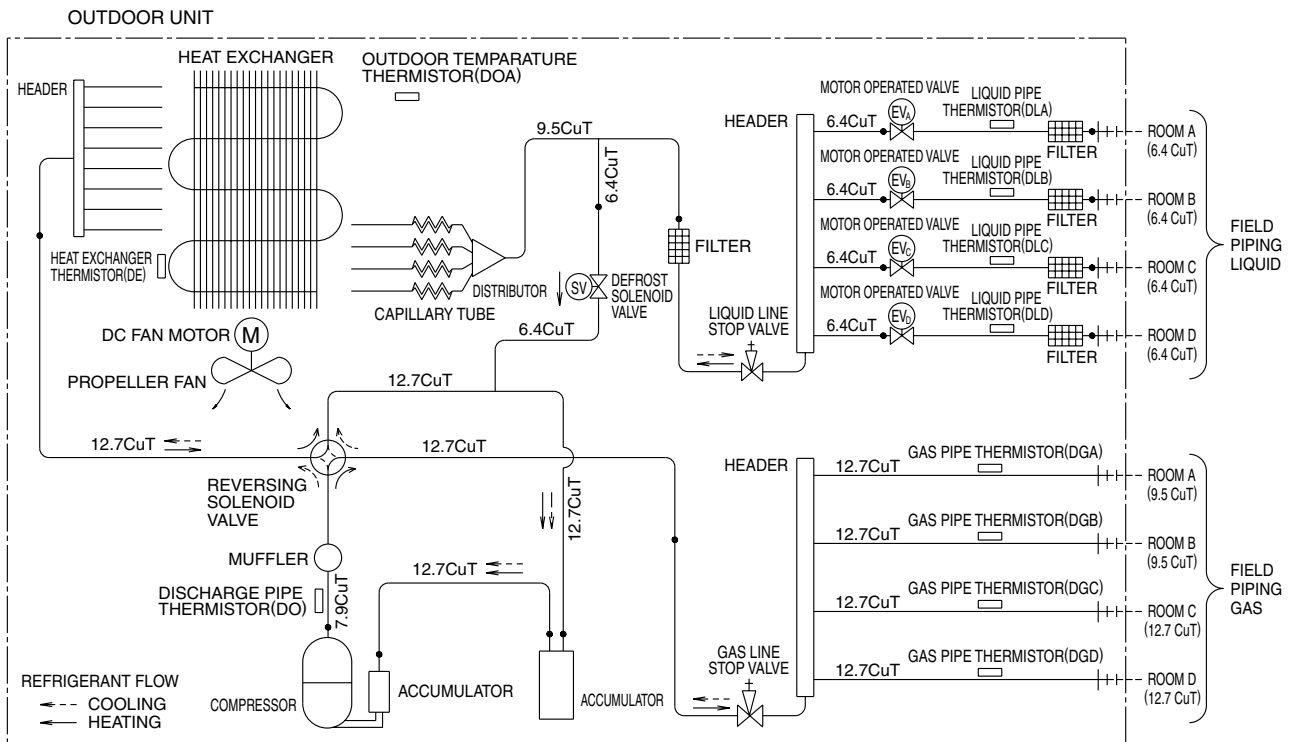 OUTDOOR UNIT
HEAT EXCHANGER
HEADER
OUTDOOR TEMPARATURE
THERMISTOR(DOA)
9.5CuT
6.4CuT
HEAT EXCHANGER
THERMISTOR(DE)
DISTRIBUTOR
CAPILLARY TUBE
SV
DEFROST
SOLENOID
VALVE
FILTER
6.4CuT
LIQUID LINE
STOP VALVE
HEADER
MOTOR OPERATED VALVE
LIQUID PIPE
THERMISTOR(DLA)
6.4CuT
EVA
FILTER
ROOM A
(6.4 CuT)
MOTOR OPERATED VALVE
LIQUID PIPE
THERMISTOR(DLB)
6.4CuT
EVB
FILTER
ROOM B
(6.4 CuT)
MOTOR OPERATED VALVE
LIQUID PIPE
THERMISTOR(DLC)
6.4CuT
EVC
FILTER
ROOM C
(6.4 CuT)
MOTOR OPERATED VALVE
LIQUID PIPE
THERMISTOR(DLD)
6.4CuT
EVD
FILTER
ROOM D
(6.4 CuT)
FIELD
PIPING
LIQUID
DC FAN MOTOR
M
PROPELLER FAN
12.7CuT
12.7CuT
12.7CuT
REVERSING
SOLENOID
VALVE
12.7CuT
MUFFLER
12.7CuT
DISCHARGE PIPE
THERMISTOR(DO)
7.9CuT
COMPRESSOR
ACCUMULATOR
ACCUMULATOR
GAS LINE
STOP VALVE
HEADER
12.7CuT
GAS PIPE THERMISTOR(DGA)
ROOM A
(9.5 CuT)
12.7CuT
GAS PIPE THERMISTOR(DGB)
ROOM B
(9.5 CuT)
12.7CuT
GAS PIPE THERMISTOR(DGC)
ROOM C
(12.7 CuT)
12.7CuT
GAS PIPE THERMISTOR(DGD)
ROOM D
(12.7 CuT)
FIELD
PIPING
GAS
REFRIGERANT FLOW
COOLING
HEATING